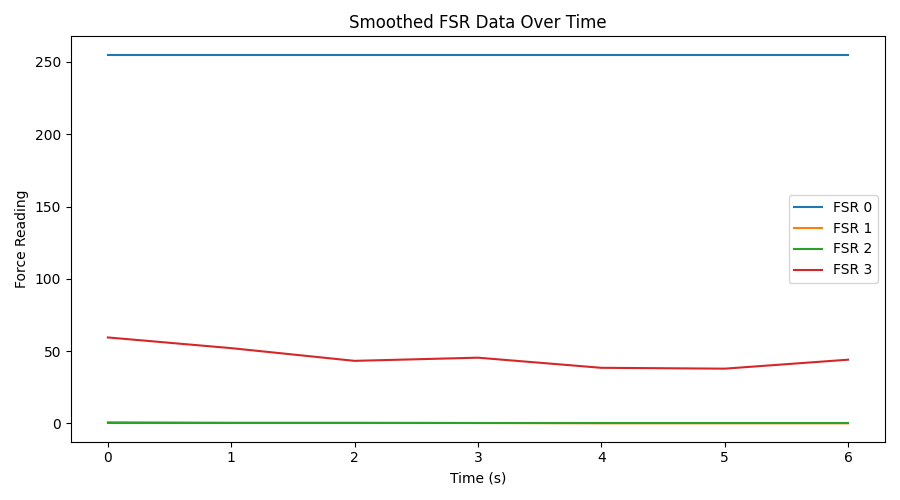 Smoothed FSR Data Over Time
Force Reading
250
200
150
100
50
0
FSR 0
FSR 1
FSR 2
FSR 3
0 1 2 3 4 5 6
Time (s)